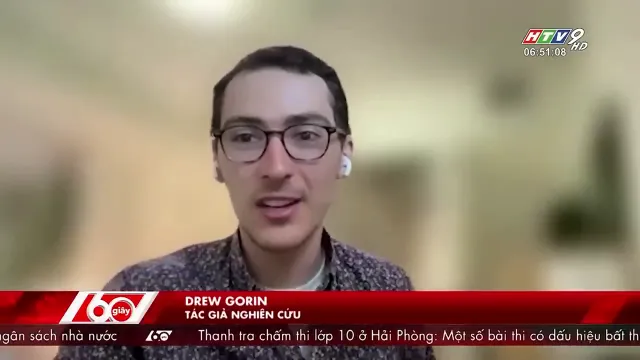 HTV9 HD
06:51:08
DREW GORIN
TÁC GIẢ NGHIÊN CỨU
60 giây
ngân sách nhà nước 60 Thanh tra chấm thi lớp 10 ở Hải Phòng: Một số bài thi có dấu hiệu bất th